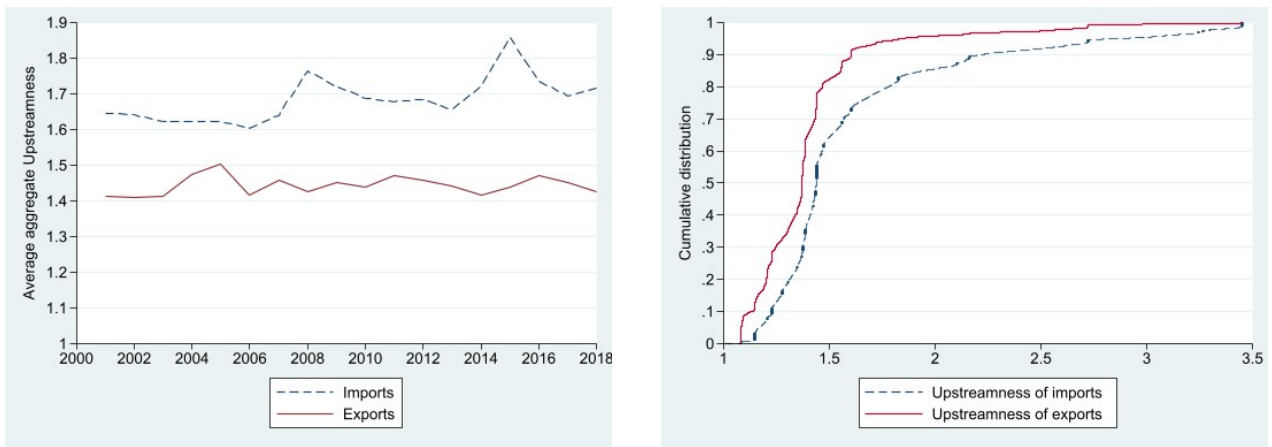 1.9
1.8
1.7
1.6
1.5
1.4
1.3
1.2
1.1
1
Average aggregate Upstreamness
2000 2002 2004 2006 2008 2010 2012 2014 2016 2018
Imports
Exports
1
.9
.8
.7
.6
.5
.4
.3
.2
.1
0
Cumulative distribution
1 1.5 2 2.5 3 3.5
Upstreamness of imports
Upstreamness of exports